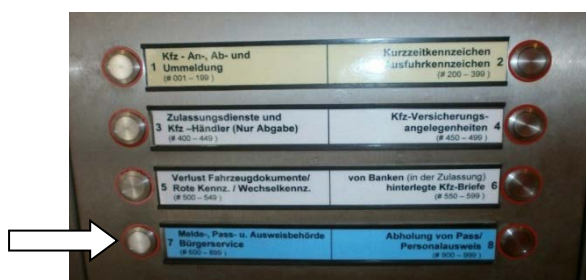 1 Kfz - An-, Ab- und
Ummeldung
(# 001 – 199 )
Kurzzeitkennzeichen
Ausfuhrkennzeichen 2
(# 200 – 399 )
3 Zulassungsdienste und
Kfz –Händler (Nur Abgabe)
(# 400 – 449 )
Kfz-Versicherungs-
angelegenheiten 4
(# 450 – 499 )
5 Verlust Fahrzeugdokumente/
Rote Kennz. / Wechselkennz.
(# 500 – 549 )
von Banken (in der Zulassung)
hinterlegte Kfz-Briefe 6
(# 550 – 599 )
7 Melde-, Pass- u. Ausweisbehörde
Bürgerservice
(# 600 – 899 )
Abholung von Pass/
Personalausweis 8
(# 900 – 999 )